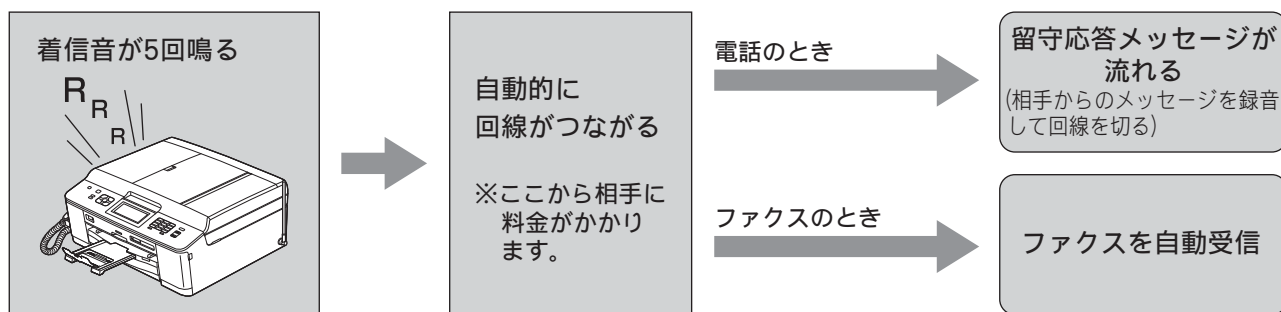 着信音が5回鳴る
R
R
R
自動的に
回線がつながる
※ここから相手に
料金がかかり
ます。
電話のとき
留守応答メッセージが
流れる
(相手からのメッセージを録音
して回線を切る)
ファクスのとき
ファクスを自動受信